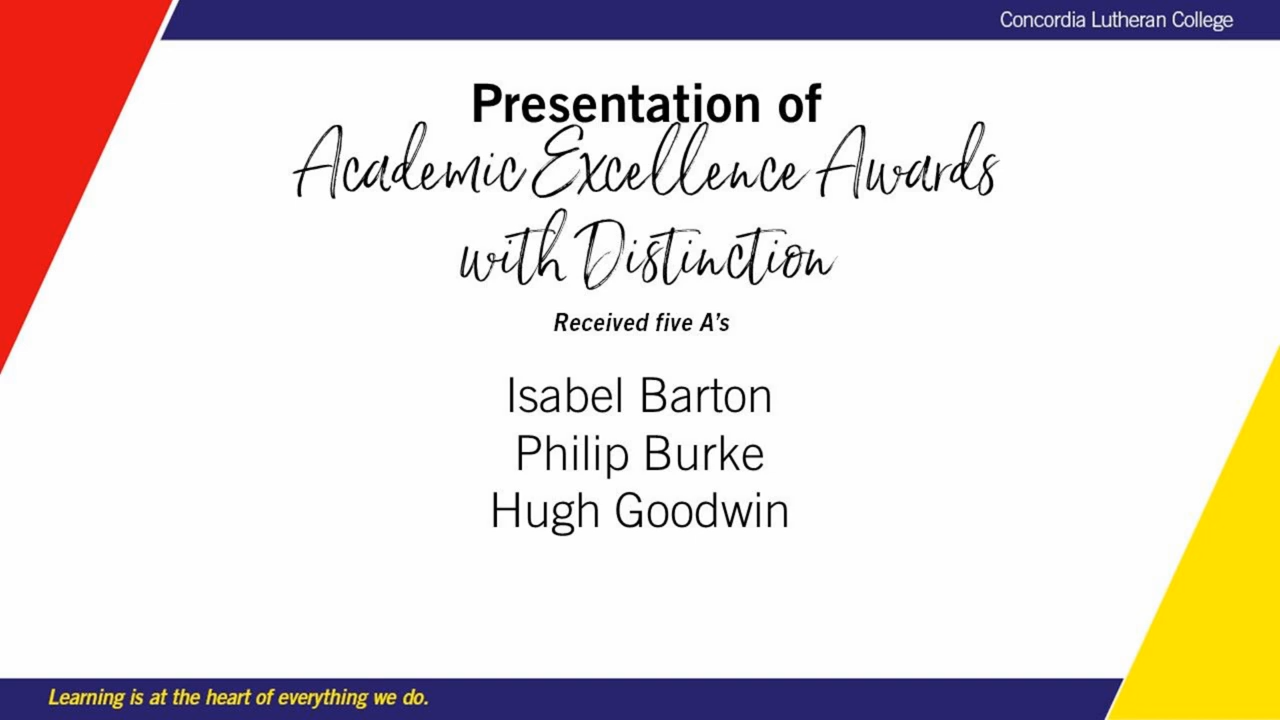 Concordia Lutheran College
Presentation of
Academic Excellence Awards
with Distinction
Received five A's
Isabel Barton
Philip Burke
Hugh Goodwin
Learning is at the heart of everything we do.